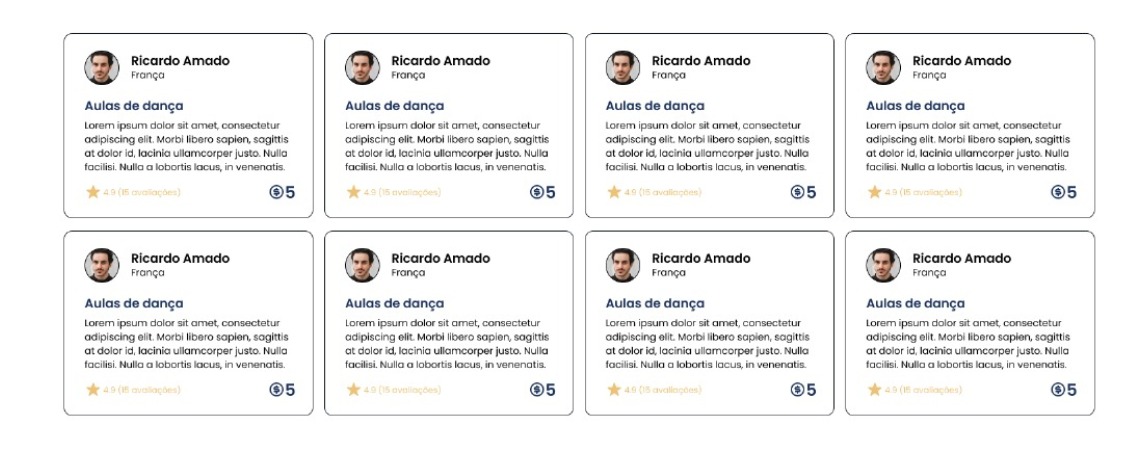 Ricardo Amado
França
Aulas de dança
Lorem ipsum dolor sit amet, consectetur
adipiscing elit. Morbi libero sapien, sagittis
at dolor id, lacinia ullamcorper justo. Nulla
facilisi. Nulla a lobortis lacus, in venenatis.
4.9 (15 avaliações)
$5
Ricardo Amado
França
Aulas de dança
Lorem ipsum dolor sit amet, consectetur
adipiscing elit. Morbi libero sapien, sagittis
at dolor id, lacinia ullamcorper justo. Nulla
facilisi. Nulla a lobortis lacus, in venenatis.
4.9 (15 avaliações)
$5
Ricardo Amado
França
Aulas de dança
Lorem ipsum dolor sit amet, consectetur
adipiscing elit. Morbi libero sapien, sagittis
at dolor id, lacinia ullamcorper justo. Nulla
facilisi. Nulla a lobortis lacus, in venenatis.
4.9 (15 avaliações)
$5
Ricardo Amado
França
Aulas de dança
Lorem ipsum dolor sit amet, consectetur
adipiscing elit. Morbi libero sapien, sagittis
at dolor id, lacinia ullamcorper justo. Nulla
facilisi. Nulla a lobortis lacus, in venenatis.
4.9 (15 avaliações)
$5
Ricardo Amado
França
Aulas de dança
Lorem ipsum dolor sit amet, consectetur
adipiscing elit. Morbi libero sapien, sagittis
at dolor id, lacinia ullamcorper justo. Nulla
facilisi. Nulla a lobortis lacus, in venenatis.
4.9 (15 avaliações)
$5
Ricardo Amado
França
Aulas de dança
Lorem ipsum dolor sit amet, consectetur
adipiscing elit. Morbi libero sapien, sagittis
at dolor id, lacinia ullamcorper justo. Nulla
facilisi. Nulla a lobortis lacus, in venenatis.
4.9 (15 avaliações)
$5
Ricardo Amado
França
Aulas de dança
Lorem ipsum dolor sit amet, consectetur
adipiscing elit. Morbi libero sapien, sagittis
at dolor id, lacinia ullamcorper justo. Nulla
facilisi. Nulla a lobortis lacus, in venenatis.
4.9 (15 avaliações)
$5
Ricardo Amado
França
Aulas de dança
Lorem ipsum dolor sit amet, consectetur
adipiscing elit. Morbi libero sapien, sagittis
at dolor id, lacinia ullamcorper justo. Nulla
facilisi. Nulla a lobortis lacus, in venenatis.
4.9 (15 avaliações)
$5